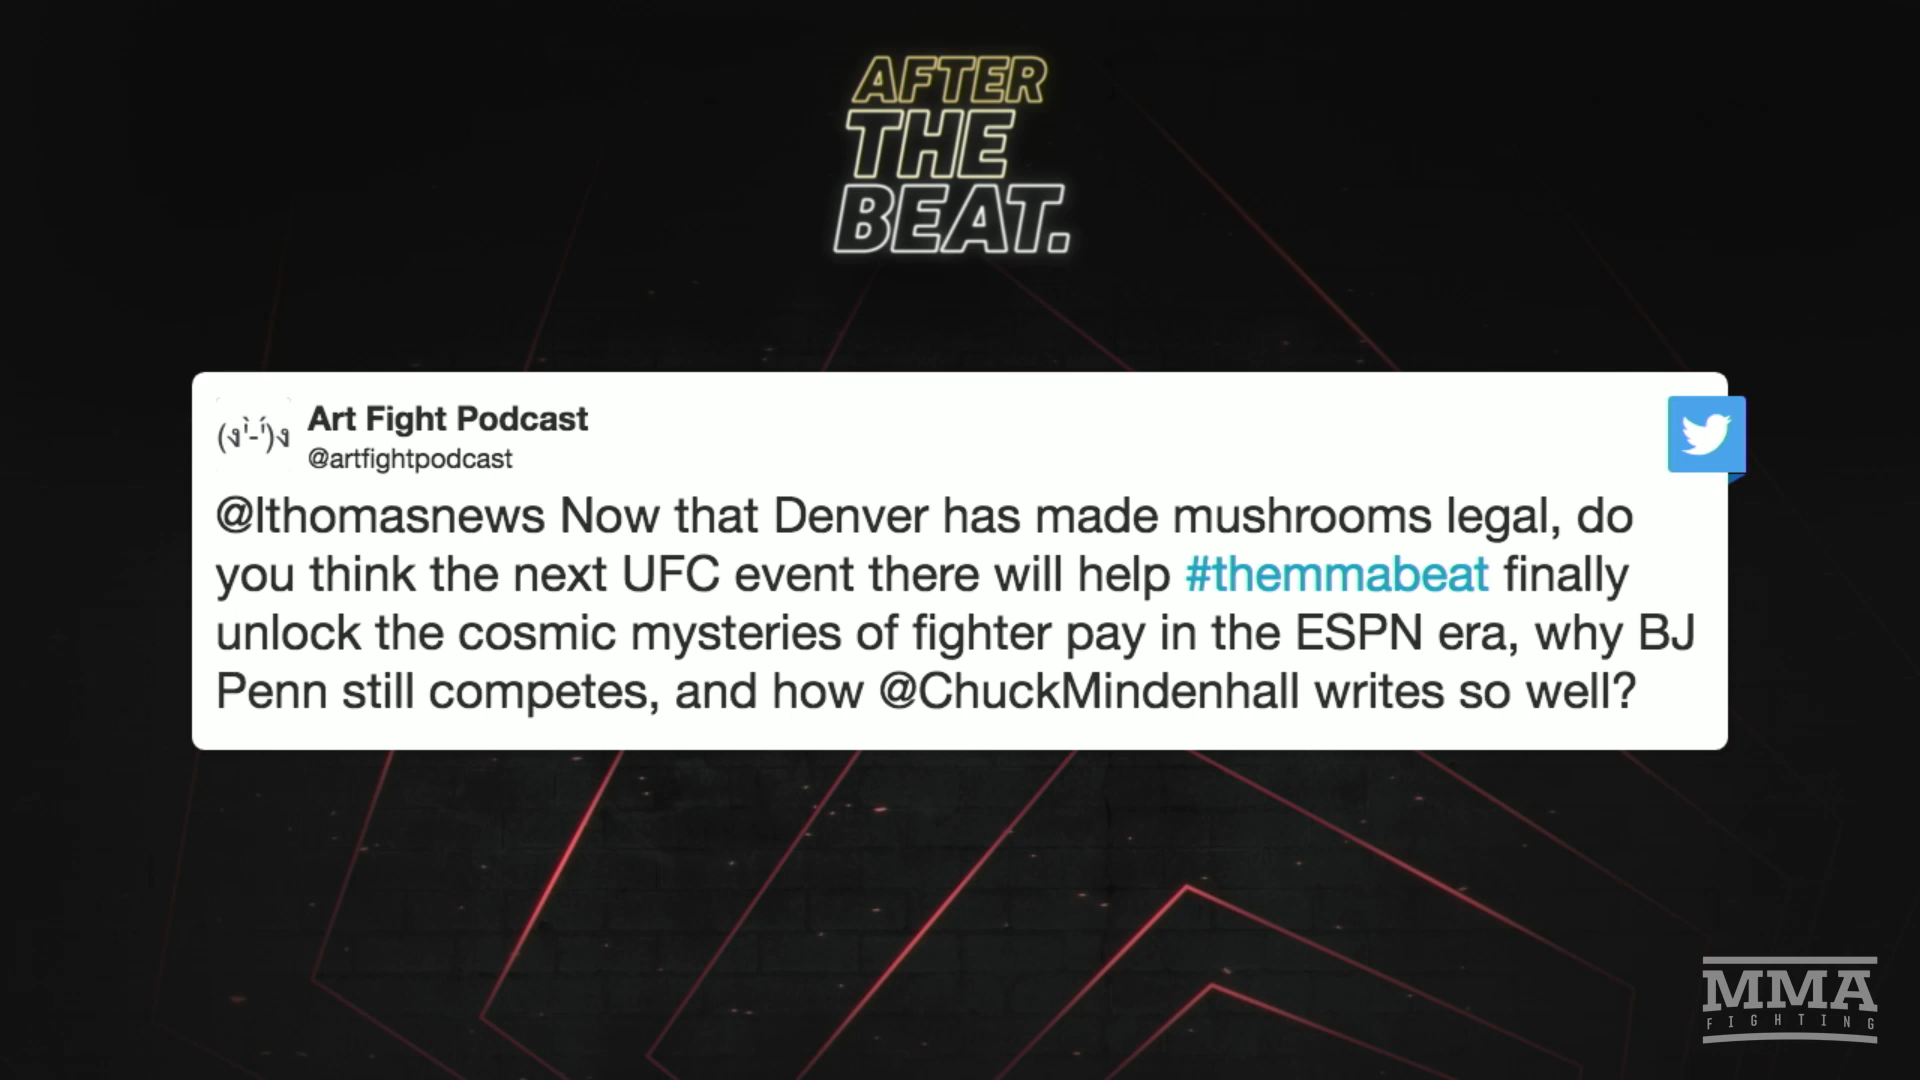 AFTER
THE
BEAT.
(ง'̀-'́)ง
Art Fight Podcast
@artfightpodcast
@lthomasnews Now that Denver has made mushrooms legal, do
you think the next UFC event there will help #themmabeat finally
unlock the cosmic mysteries of fighter pay in the ESPN era, why BJ
Penn still competes, and how @ChuckMindenhall writes so well?
MMA
FIGHTING